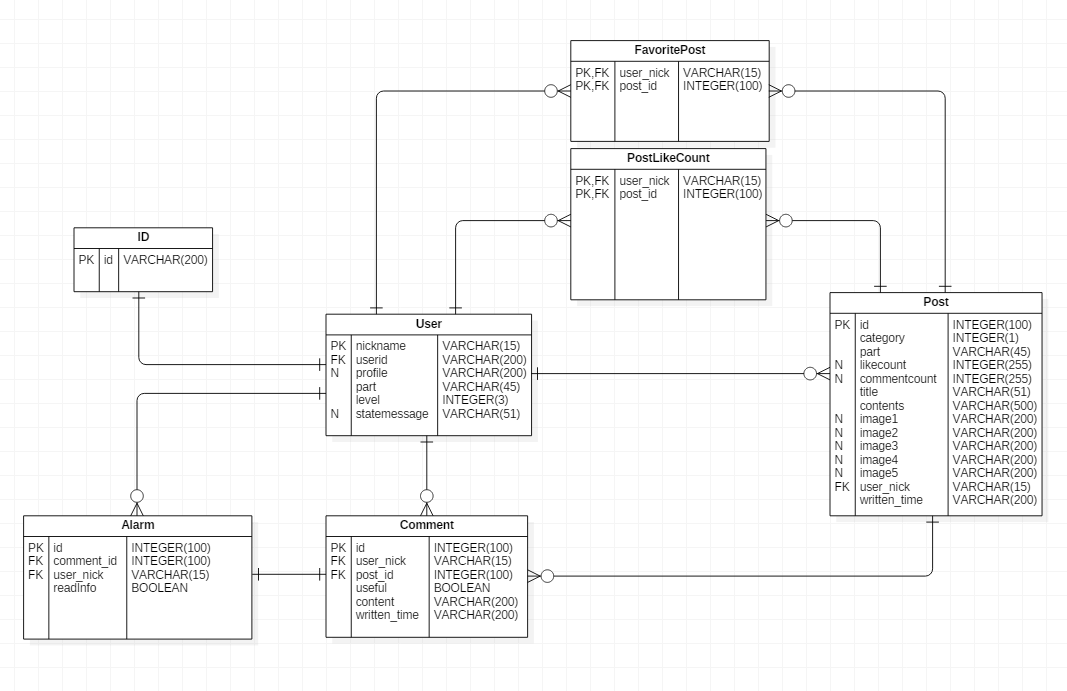 FavoritePost
PK,FK user_nick VARCHAR(15)
PK,FK post_id INTEGER(100)
PostLikeCount
PK,FK user_nick VARCHAR(15)
PK,FK post_id INTEGER(100)
ID
PK id VARCHAR(200)
User
PK nickname VARCHAR(15)
FK userid VARCHAR(200)
N profile VARCHAR(200)
part VARCHAR(45)
level INTEGER(3)
N statemessage VARCHAR(51)
Post
PK id INTEGER(100)
category INTEGER(1)
part VARCHAR(45)
N likecount INTEGER(255)
N commentcount INTEGER(255)
title VARCHAR(51)
contents VARCHAR(500)
N image1 VARCHAR(200)
N image2 VARCHAR(200)
N image3 VARCHAR(200)
N image4 VARCHAR(200)
N image5 VARCHAR(200)
FK user_nick VARCHAR(15)
written_time VARCHAR(200)
Alarm
PK id INTEGER(100)
FK comment_id INTEGER(100)
FK user_nick VARCHAR(15)
readInfo BOOLEAN
Comment
PK id INTEGER(100)
FK user_nick VARCHAR(15)
FK post_id INTEGER(100)
useful BOOLEAN
content VARCHAR(200)
written_time VARCHAR(200)